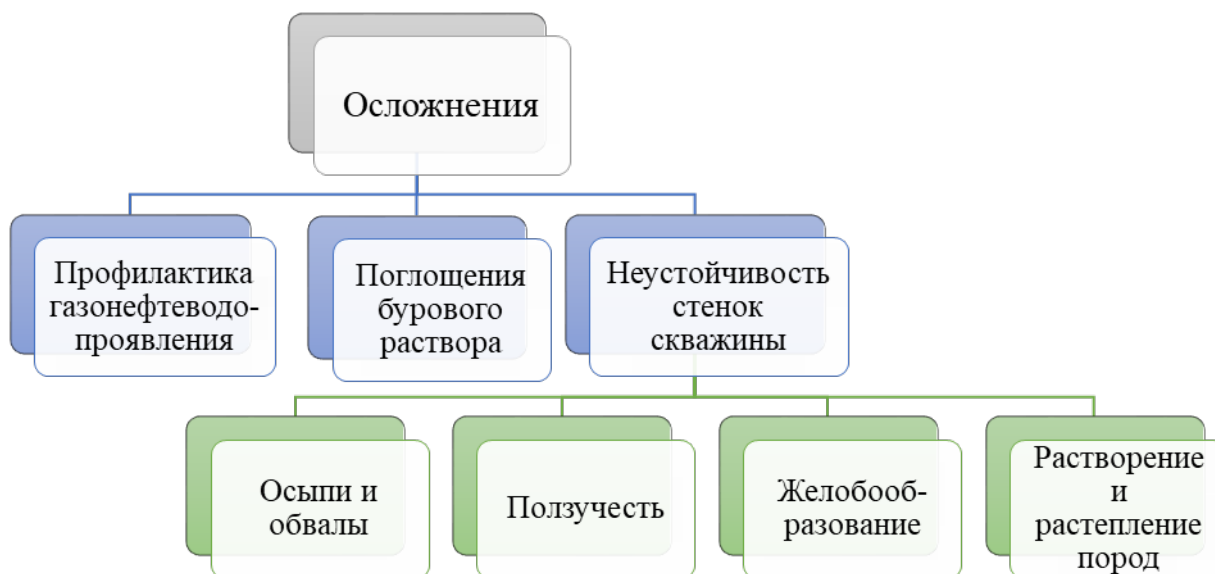 Осложнения
Профилактика
газонефтеводо-
проявления
Поглощения
бурового
раствора
Неустойчивость
стенок
скважины
Осыпи и
обвалы
Ползучесть
Желобооб-
разование
Растворение
и
растепление
пород